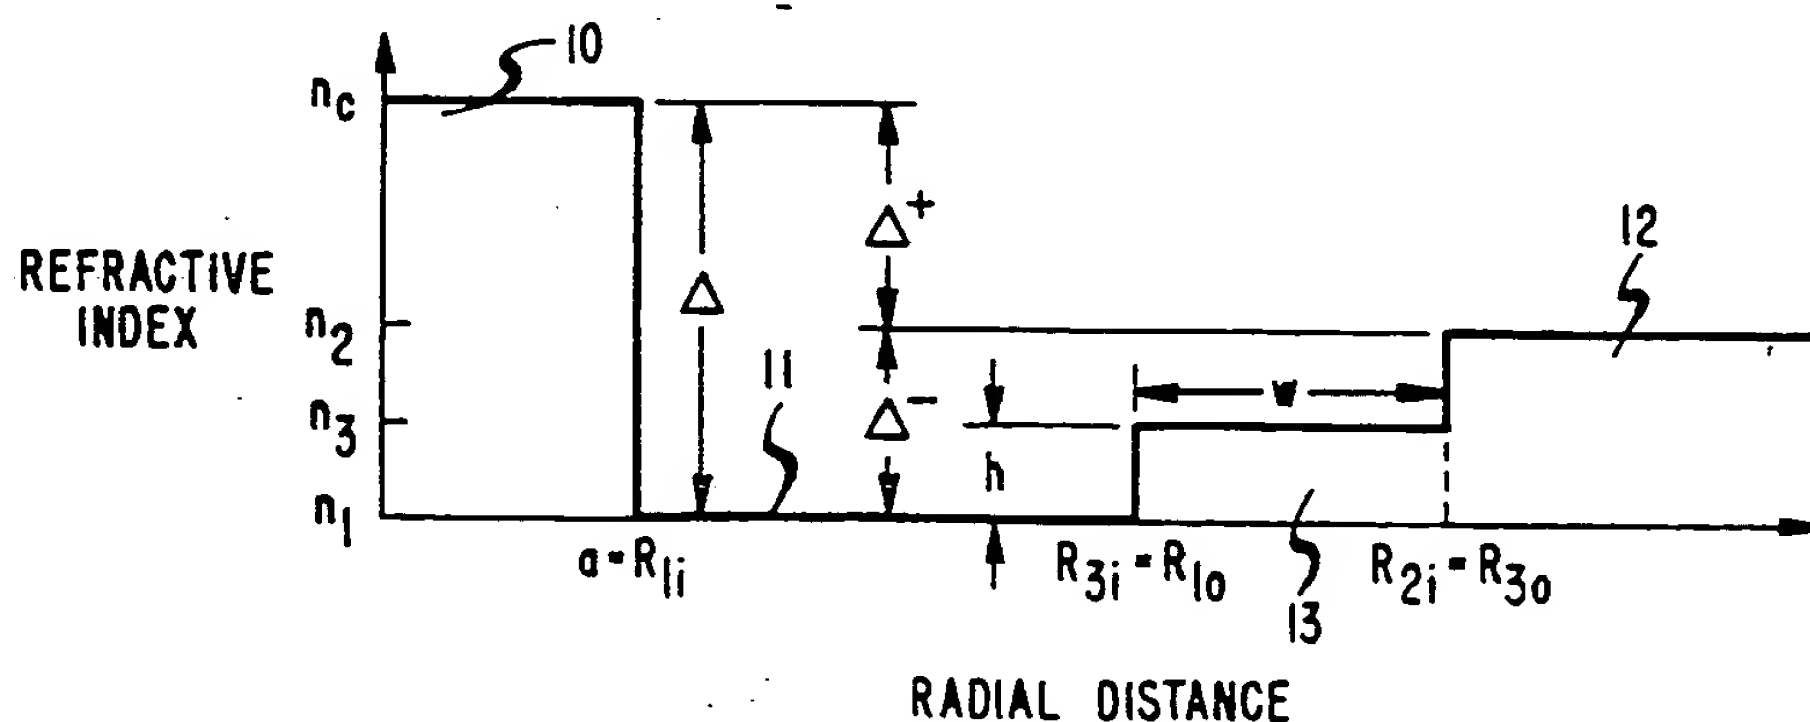 10
n_c
Δ+
Δ
12
REFRACTIVE
INDEX
n_2
11
w
n_3
Δ−
h
n_1
a=R_1i
R_3i=R_1o
R_2i=R_3o
13
RADIAL DISTANCE